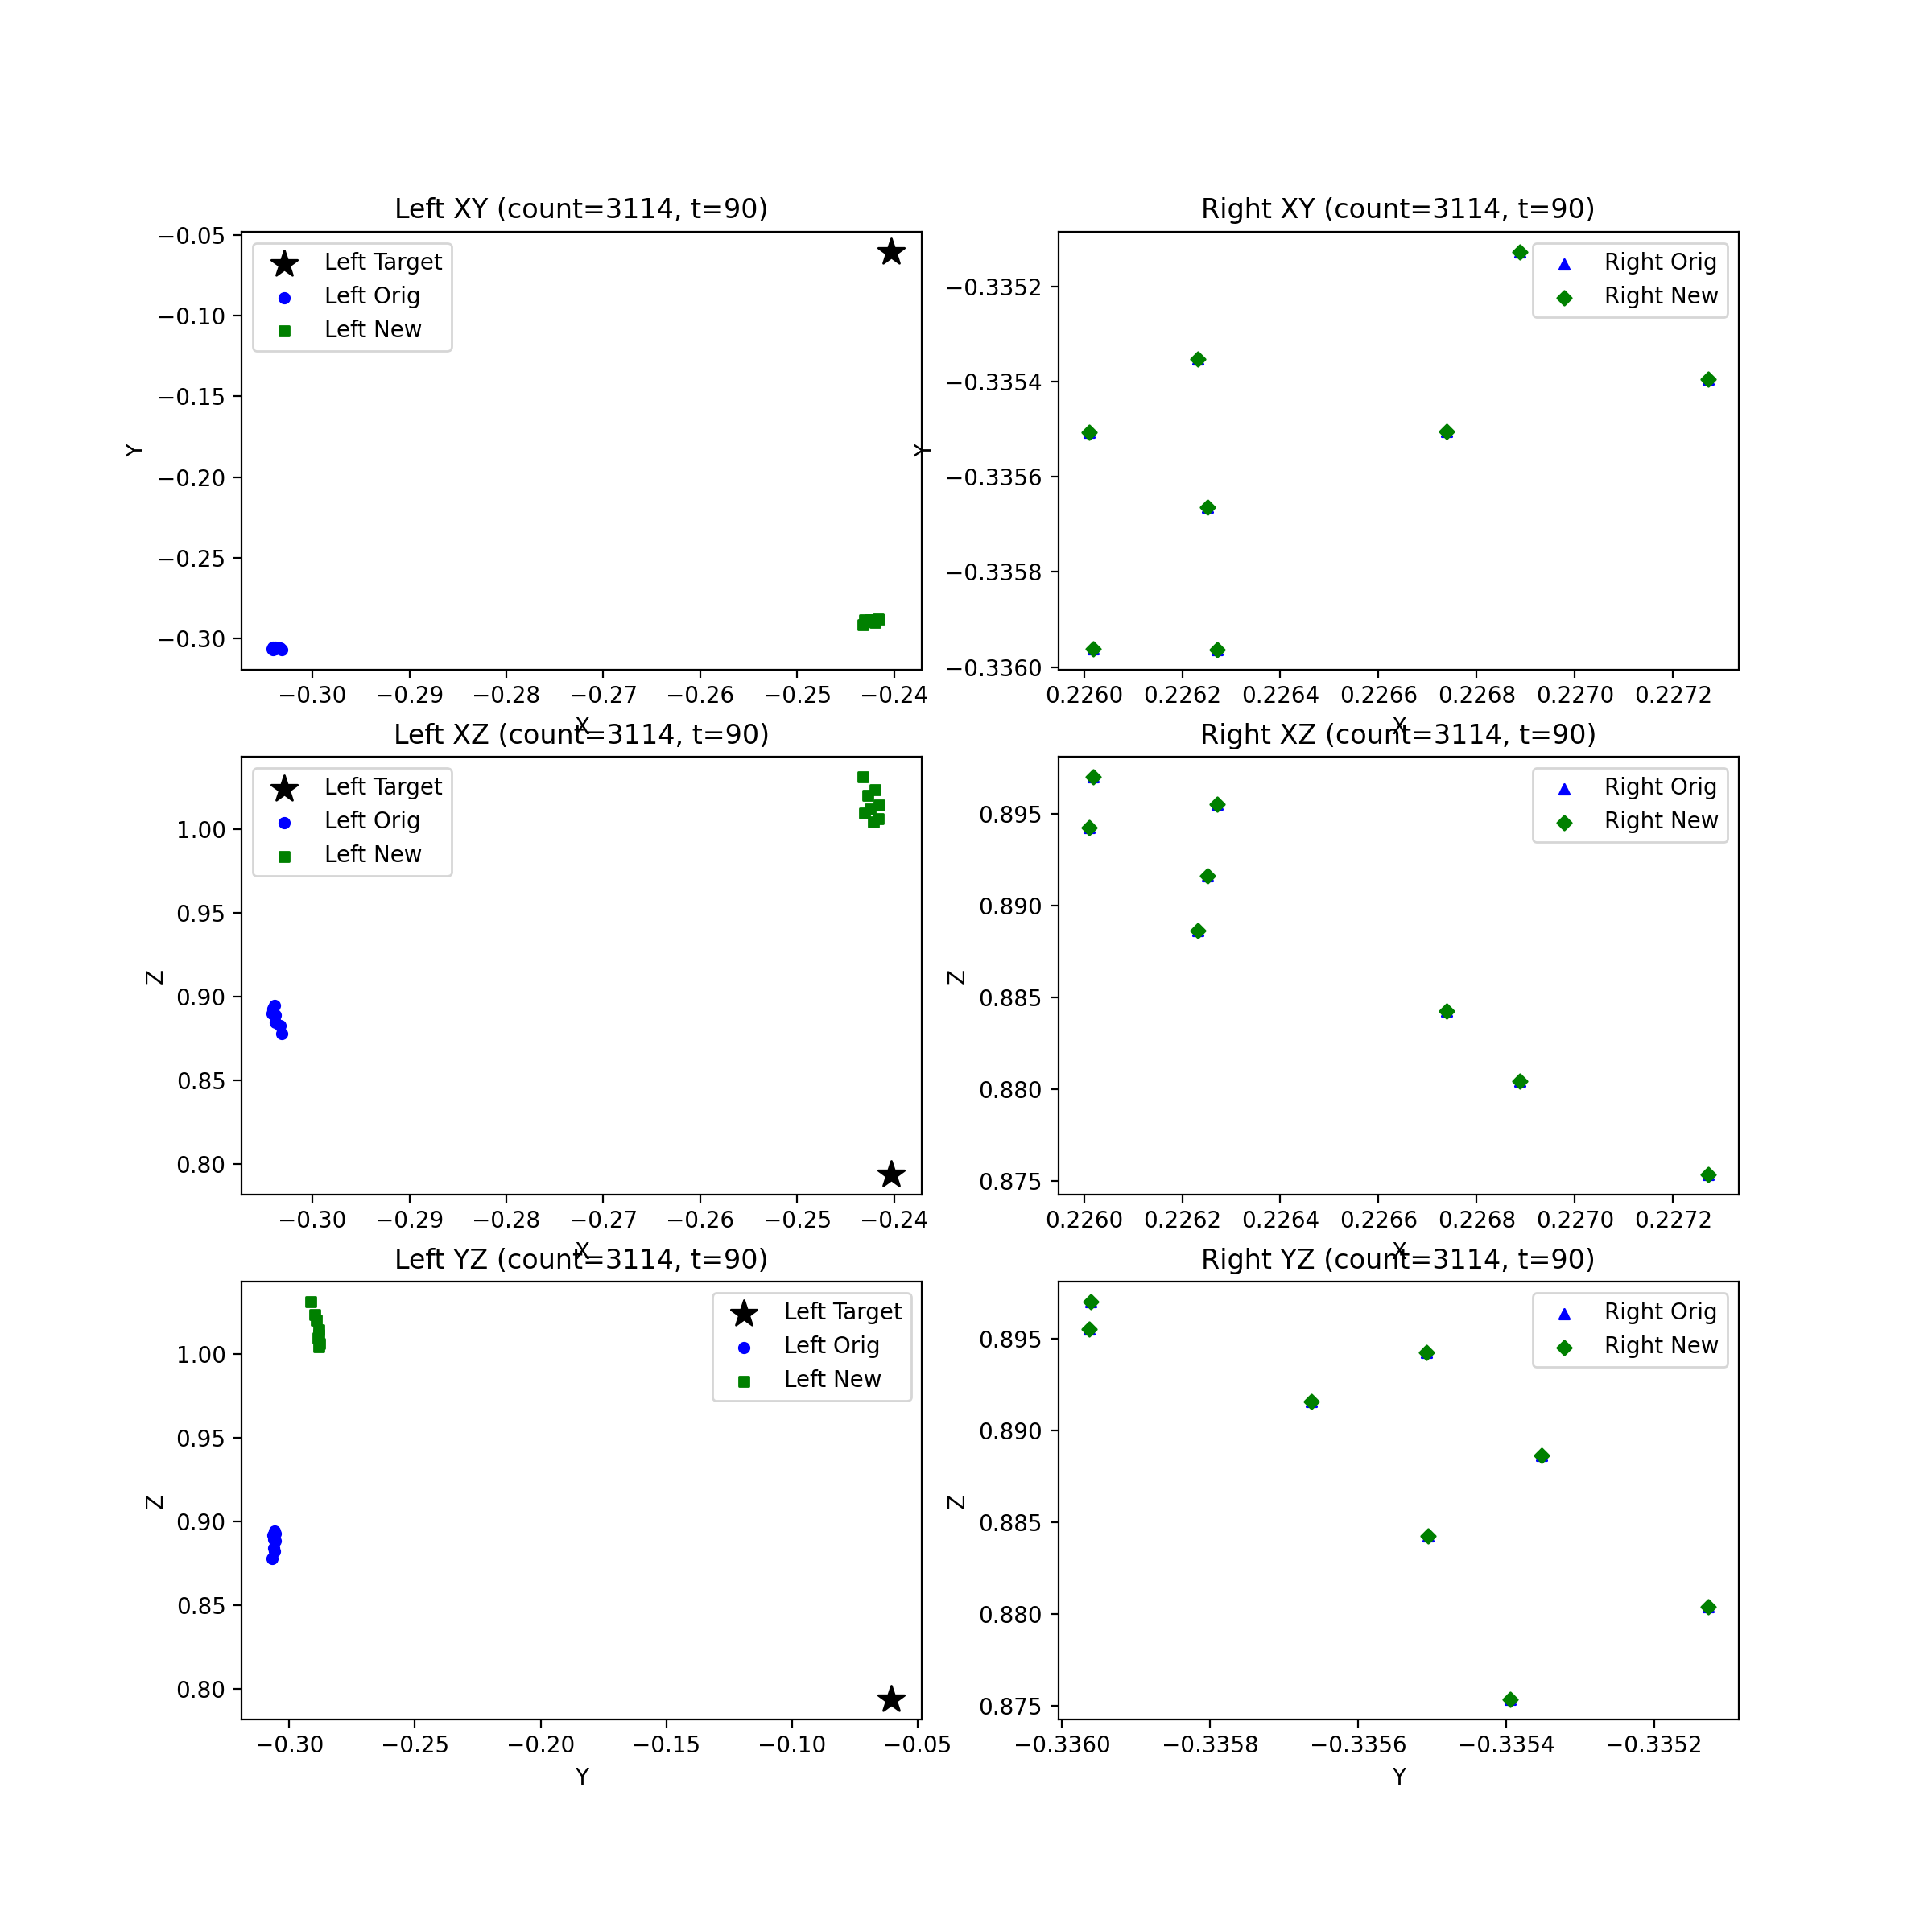 Left XY (count=3114, t=90)
−0.05
−0.10
−0.15
−0.20
−0.25
−0.30
Y
Left Target
Left Orig
Left New
−0.30 −0.29 −0.28 −0.27 −0.26 −0.25 −0.24
X
Right XY (count=3114, t=90)
−0.3352
−0.3354
−0.3356
−0.3358
−0.3360
Y
Right Orig
Right New
0.2260 0.2262 0.2264 0.2266 0.2268 0.2270 0.2272
X
Left XZ (count=3114, t=90)
1.00
0.95
0.90
0.85
0.80
Z
Left Target
Left Orig
Left New
−0.30 −0.29 −0.28 −0.27 −0.26 −0.25 −0.24
X
Right XZ (count=3114, t=90)
0.895
0.890
0.885
0.880
0.875
Z
Right Orig
Right New
0.2260 0.2262 0.2264 0.2266 0.2268 0.2270 0.2272
X
Left YZ (count=3114, t=90)
1.00
0.95
0.90
0.85
0.80
Z
Left Target
Left Orig
Left New
−0.30 −0.25 −0.20 −0.15 −0.10 −0.05
Y
Right YZ (count=3114, t=90)
0.895
0.890
0.885
0.880
0.875
Z
Right Orig
Right New
−0.3360 −0.3358 −0.3356 −0.3354 −0.3352
Y